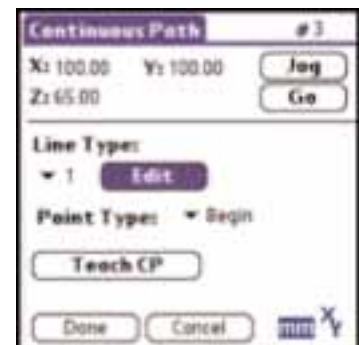 Continuous Path #3
X: 100.00 Y: 100.00 Jog
Z: 65.00 Go
Line Type:
1 Edit
Point Type: Begin
Teach CP
Done Cancel mm X/Y